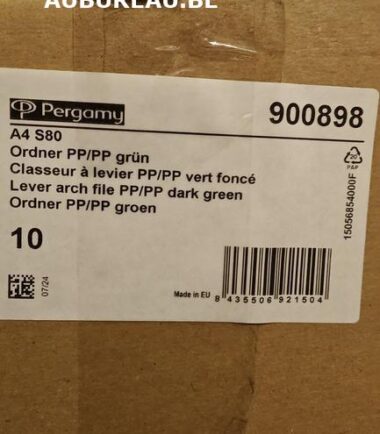 AUBUREAU.BE
Pergamy
900898
A4 S80
Ordner PP/PP grün
Classeur à levier PP/PP vert foncé
Lever arch file PP/PP dark green
Ordner PP/PP groen
10
07/24
Made in EU
8 435506 921504
PAP
15056854000F